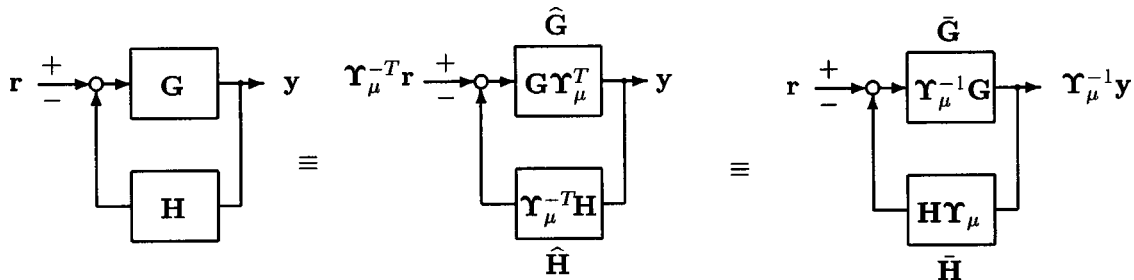 r + − G y
H
≡
Ĝ
ϒ_μ^{-T} r + − Gϒ_μ^T y
ϒ_μ^{-T} H
Ĥ
≡
Ḡ
r + − ϒ_μ^{-1} G ϒ_μ^{-1} y
Hϒ_μ
H̄